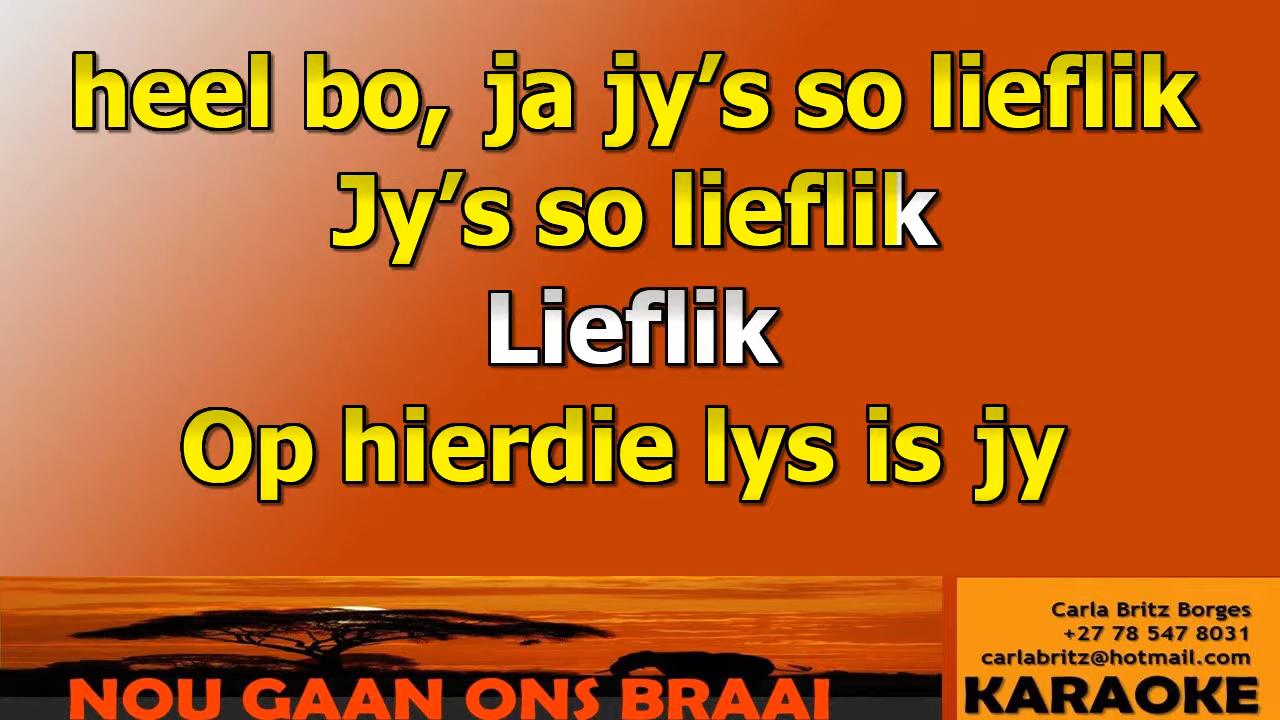 heel bo, ja jy’s so lieflik
Jy’s so lieflik
Lieflik
Op hierdie lys is jy
NOU GAAN ONS BRAAI
Carla Britz Borges
+27 78 547 8031
carlabritz@hotmail.com
KARAOKE